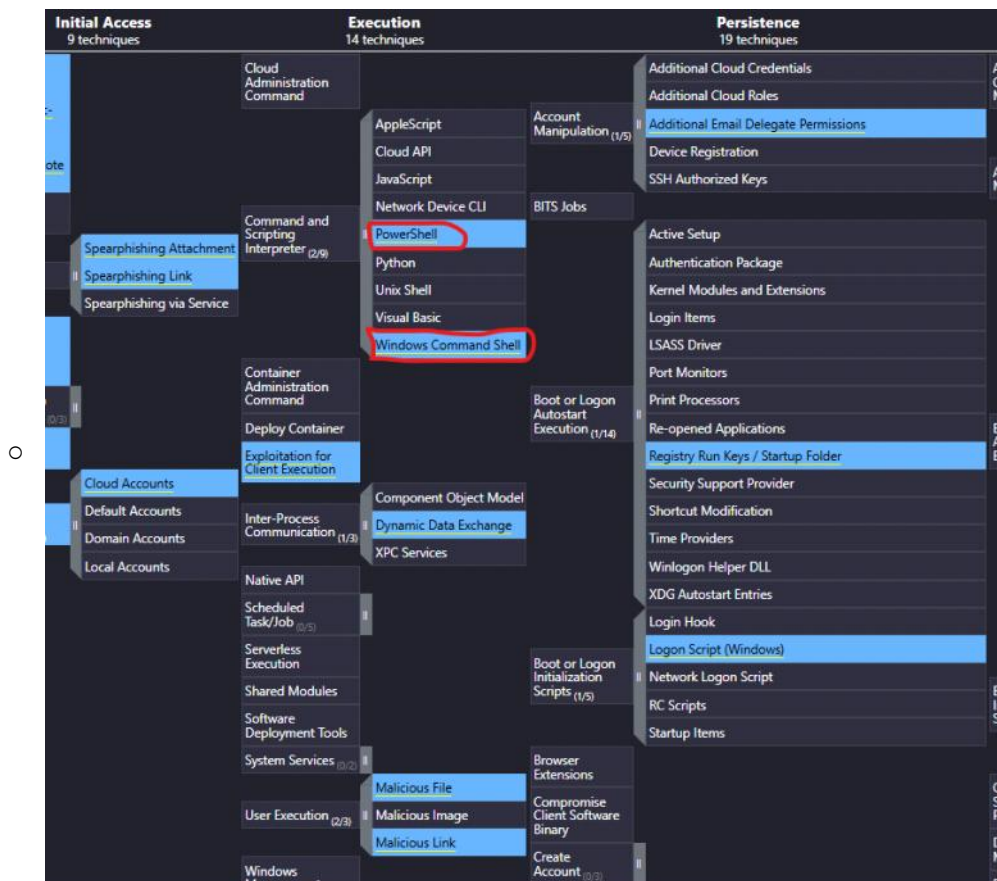 Initial Access
9 techniques
Execution
14 techniques
Persistence
19 techniques
ote
Spearphishing Attachment
Spearphishing Link
Spearphishing via Service
(0/3)
Cloud Accounts
Default Accounts
Domain Accounts
Local Accounts
Cloud
Administration
Command
Command and
Scripting
Interpreter (2/9)
AppleScript
Cloud API
JavaScript
Network Device CLI
PowerShell
Python
Unix Shell
Visual Basic
Windows Command Shell
Container
Administration
Command
Deploy Container
Exploitation for
Client Execution
Inter-Process
Communication (1/3)
Component Object Model
Dynamic Data Exchange
XPC Services
Native API
Scheduled
Task/Job (0/5)
Serverless
Execution
Shared Modules
Software
Deployment Tools
System Services (0/2)
User Execution (2/3)
Malicious File
Malicious Image
Malicious Link
Windows
Account
Manipulation (1/5)
Additional Cloud Credentials
Additional Cloud Roles
Additional Email Delegate Permissions
Device Registration
SSH Authorized Keys
BITS Jobs
Boot or Logon
Autostart
Execution (1/14)
Active Setup
Authentication Package
Kernel Modules and Extensions
Login Items
LSASS Driver
Port Monitors
Print Processors
Re-opened Applications
Registry Run Keys / Startup Folder
Security Support Provider
Shortcut Modification
Time Providers
Winlogon Helper DLL
XDG Autostart Entries
Boot or Logon
Initialization
Scripts (1/5)
Login Hook
Logon Script (Windows)
Network Logon Script
RC Scripts
Startup Items
Browser
Extensions
Compromise
Client Software
Binary
Create
Account (0/3)